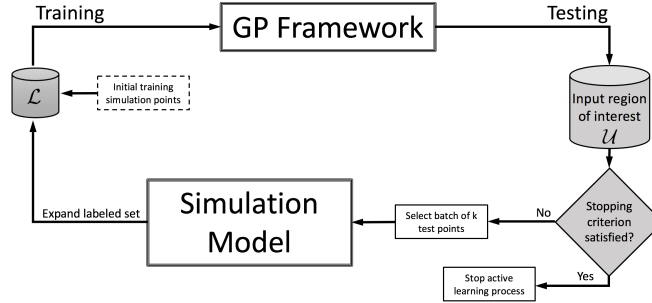 Training
GP Framework
Testing
ℒ
Initial training
simulation points
Input region
of interest
𝒰
Simulation
Model
Expand labeled set
Select batch of k
test points
No
Stopping
criterion
satisfied?
Yes
Stop active
learning process